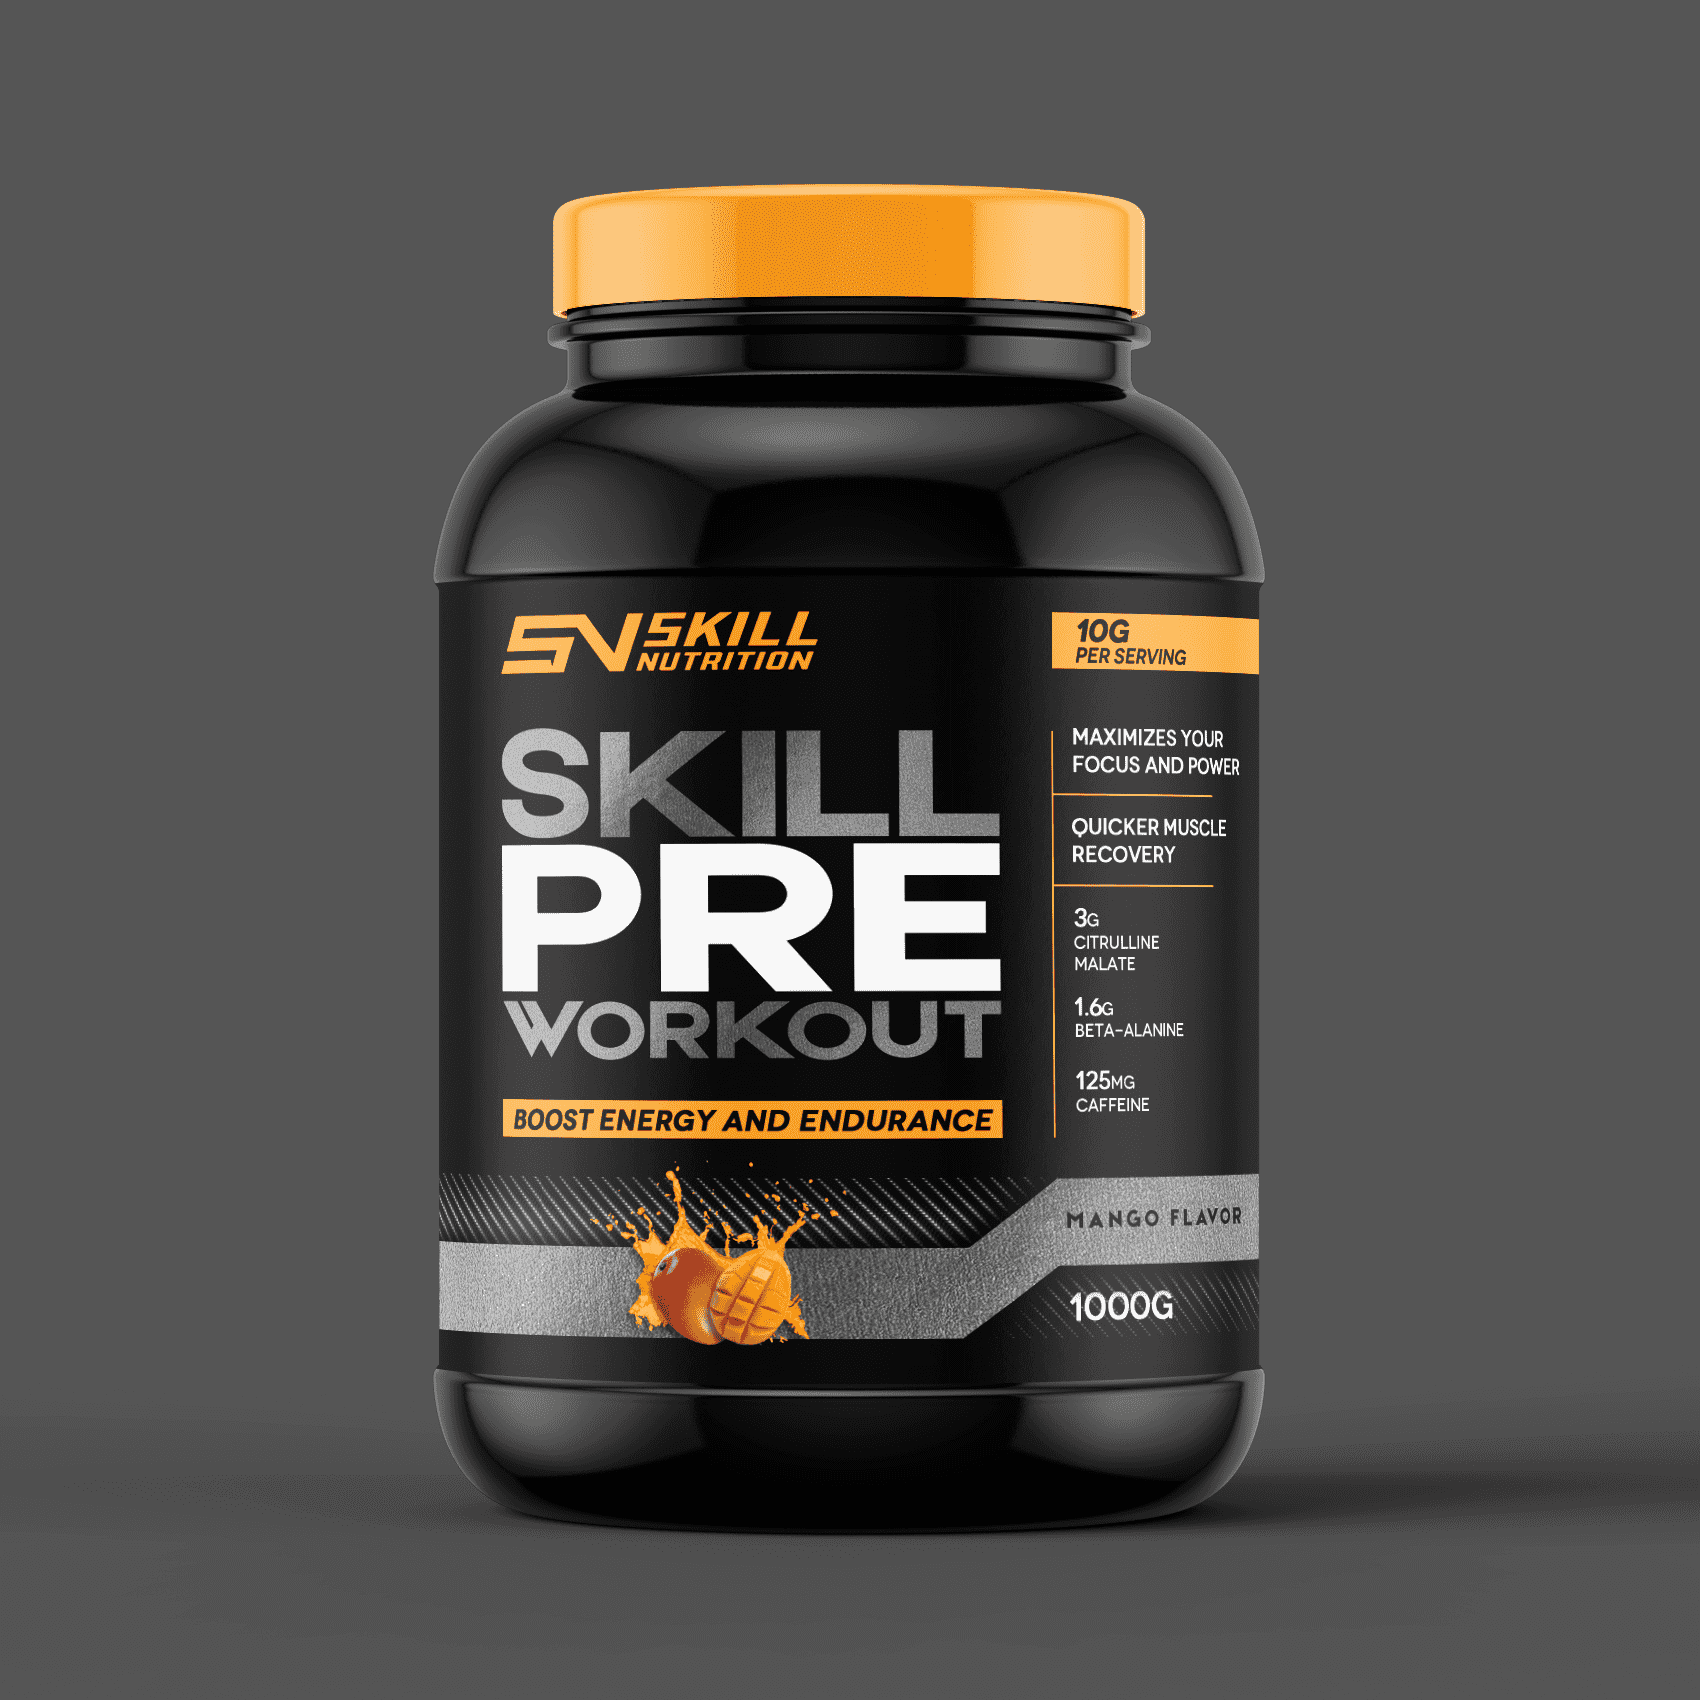 SN SKILL
NUTRITION
SKILL
PRE
WORKOUT
BOOST ENERGY AND ENDURANCE
10G
PER SERVING
MAXIMIZES YOUR
FOCUS AND POWER
QUICKER MUSCLE
RECOVERY
3G
CITRULLINE
MALATE
1.6G
BETA-ALANINE
125MG
CAFFEINE
MANGO FLAVOR
1000G